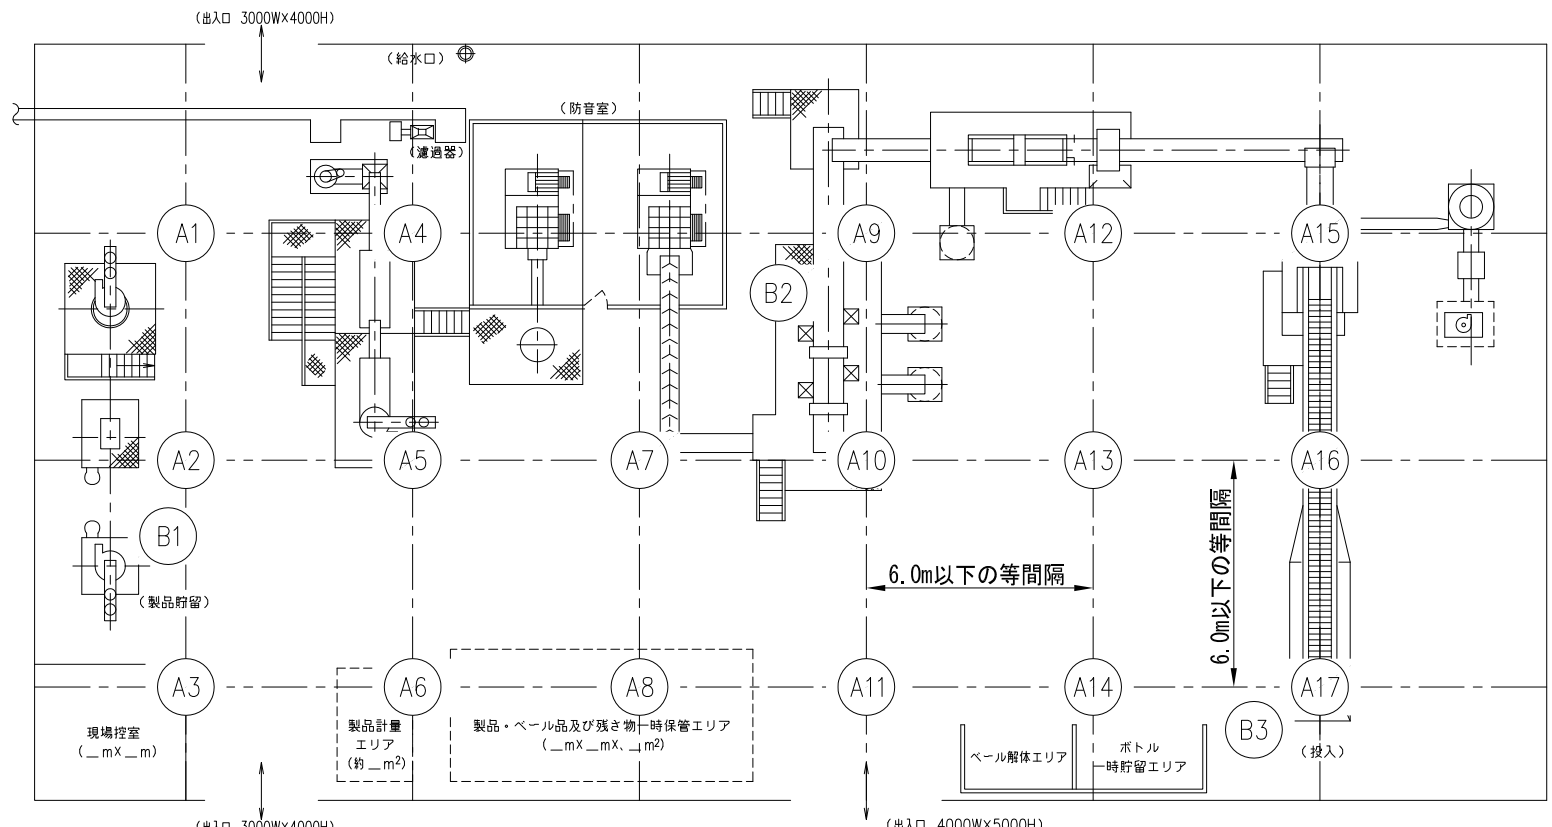 (出入口 3000W×4000H)
(給水口)
(防音室)
(濾過器)
A1
A4
A9
A12
A15
B2
A2
A5
A7
A10
A13
A16
B1
6.0m以下の等間隔
6.0m以下の等間隔
(製品貯留)
A3
A6
A8
A11
A14
A17
B3
現場控室
(__m×__m)
製品計量
エリア
(約__m²)
製品・ベール品及び残さ物一時保管エリア
(__m×__m×、__m²)
ベール解体エリア
ボトル
一時貯留エリア
(投入)
(出入口 3000W×4000H)
(出入口 4000W×5000H)